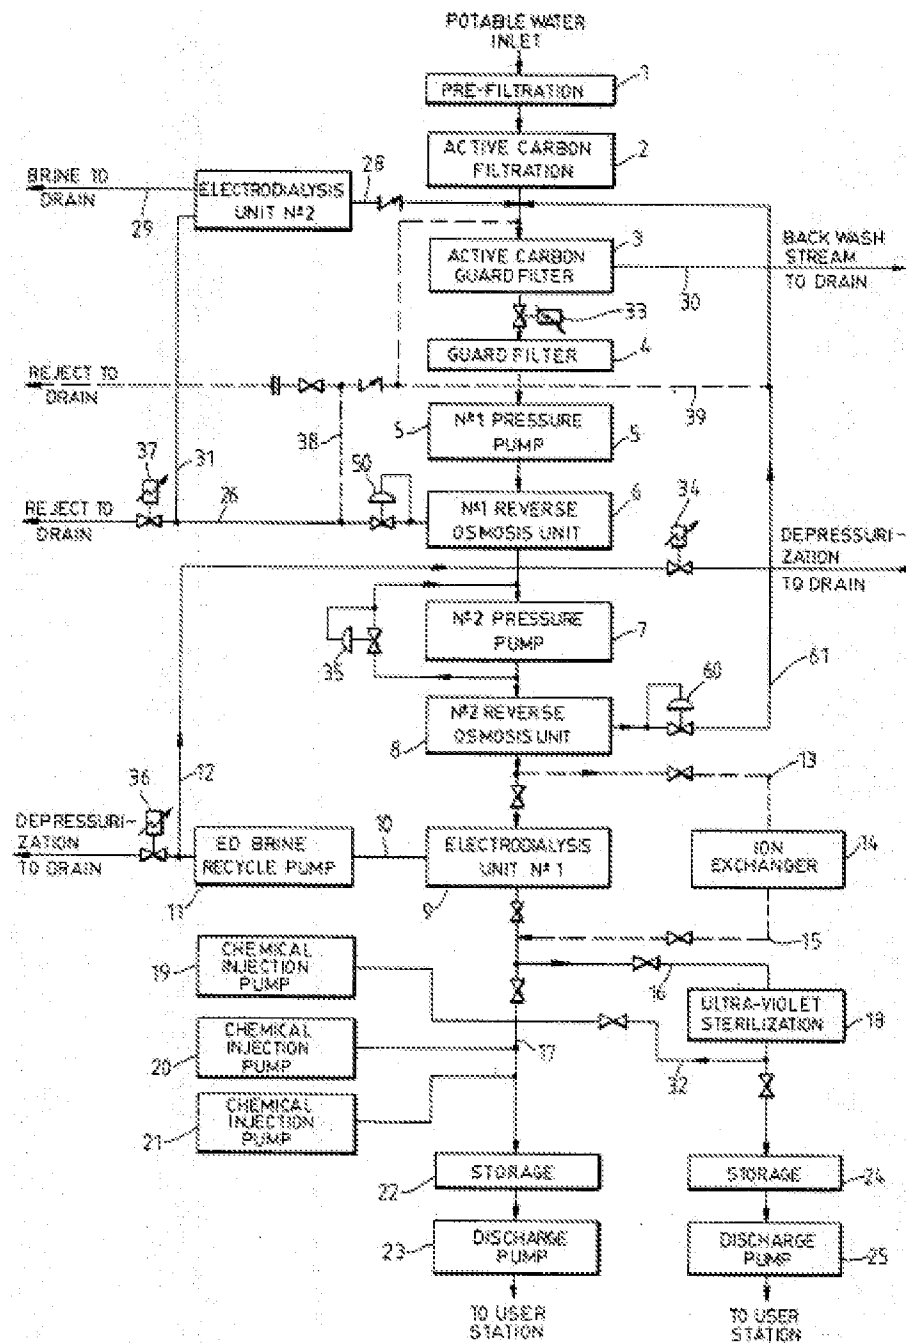 POTABLE WATER
INLET
1
PRE-FILTRATION
ACTIVE CARBON
FILTRATION
2
BRINE TO
DRAIN
29
ELECTRODIALYSIS
UNIT Nº2
28
3
ACTIVE CARBON
GUARD FILTER
BACK WASH
STREAM
TO DRAIN
30
33
GUARD FILTER
4
REJECT TO
DRAIN
39
38
Nº1 PRESSURE
PUMP
5
5
37
31
50
26
REJECT TO
DRAIN
Nº1 REVERSE
OSMOSIS UNIT
6
34
DEPRESSURI-
ZATION
TO DRAIN
Nº2 PRESSURE
PUMP
7
35
61
60
Nº2 REVERSE
OSMOSIS UNIT
8
12
13
36
DEPRESSURI-
ZATION
TO DRAIN
ED BRINE
RECYCLE PUMP
11
10
ELECTRODIALYSIS
UNIT Nº 1
9
ION
EXCHANGER
14
15
CHEMICAL
INJECTION
PUMP
19
16
ULTRA-VIOLET
STERILIZATION
18
CHEMICAL
INJECTION
PUMP
20
17
32
CHEMICAL
INJECTION
PUMP
21
STORAGE
22
STORAGE
24
DISCHARGE
PUMP
23
DISCHARGE
PUMP
25
TO USER
STATION
TO USER
STATION